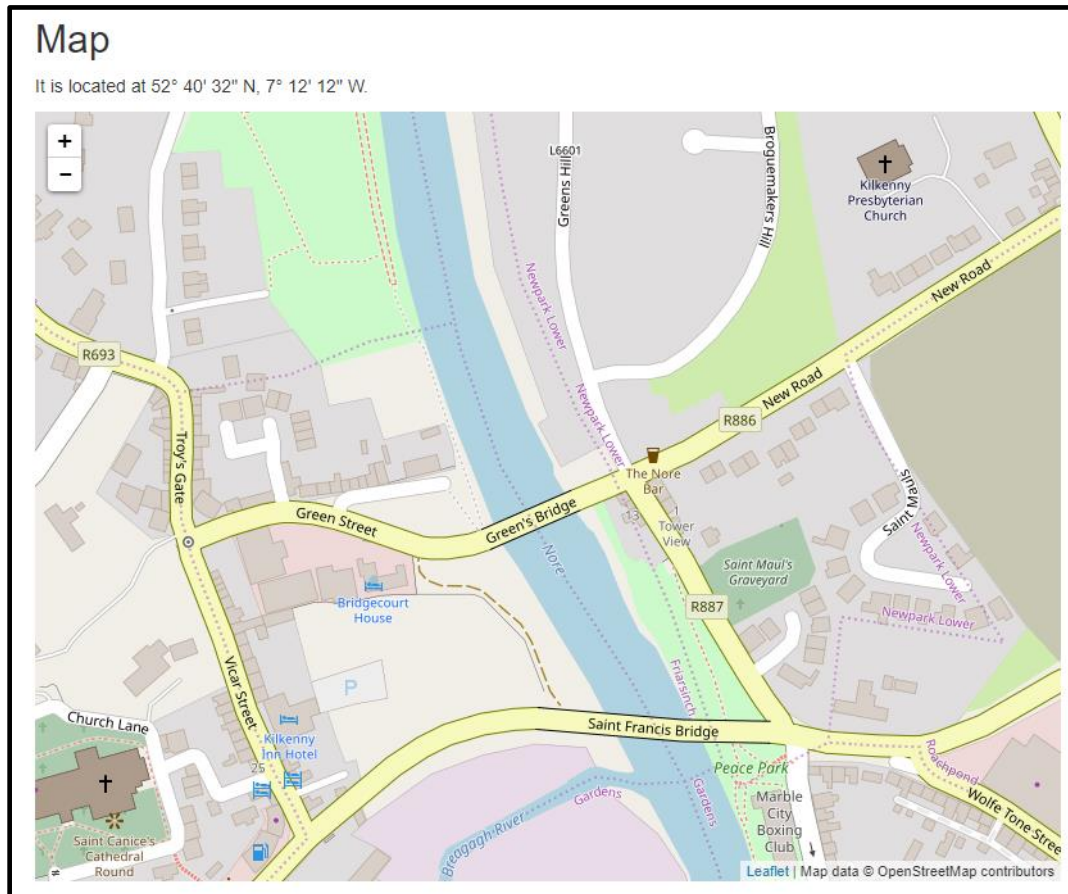 Map
It is located at 52° 40' 32" N, 7° 12' 12" W.
+
−
L6601
Greens Hill
Broguemakers Hill
Kilkenny
Presbyterian
Church
Newpark Lower
New Road
R693
Newpark Lower
New Road
R886
Troy's Gate
Newpark Lower
The Nore
Bar
Saint Mauls
Green Street
Green's Bridge
13
1
Tower
View
Nore
Newpark Lower
Saint Maul's
Graveyard
Bridgecourt
House
R887
Newpark Lower
Vicar Street
P
Friarsinch
Church Lane
Saint Francis Bridge
Kilkenny
Inn Hotel
25
Roachpond
Peace Park
Gardens
Gardens
Marble
City
Boxing
Club
Wolfe Tone Stree
Saint Canice's
Cathedral
Round
Breagagh River
Leaflet | Map data © OpenStreetMap contributors